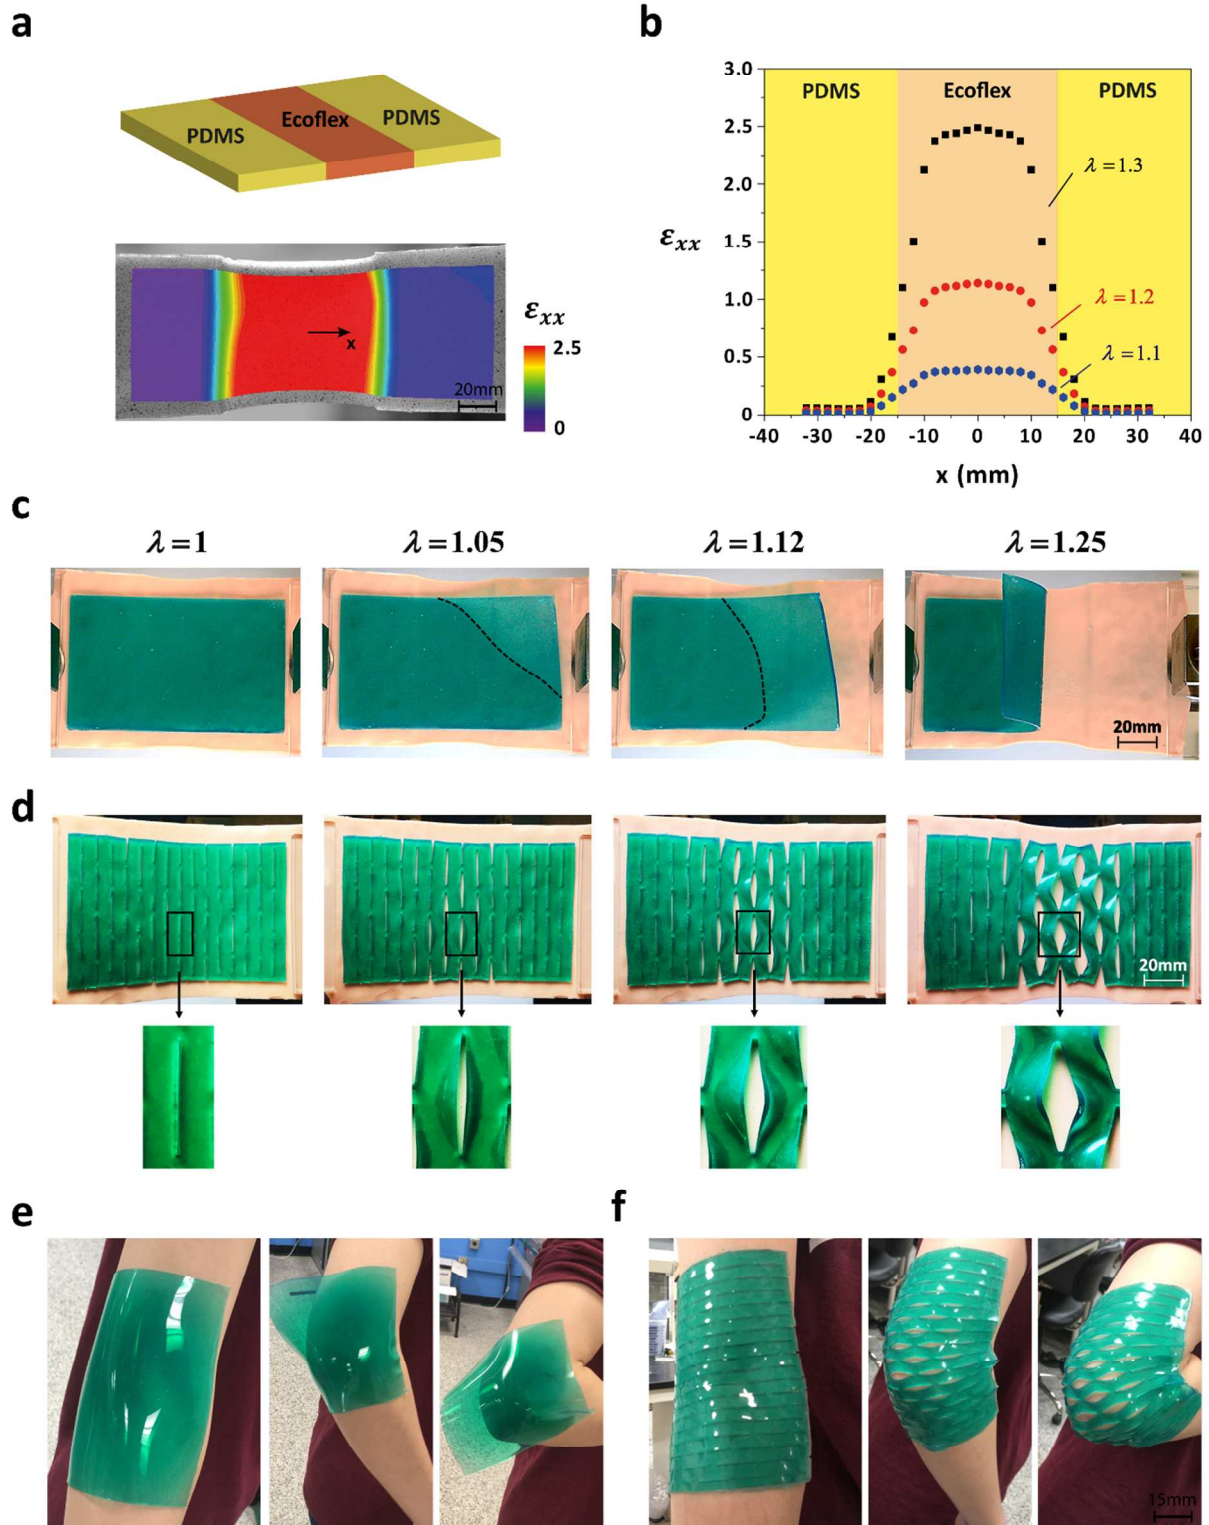 a
PDMS
Ecoflex
PDMS
εxx
2.5
0
x
20mm
b
3.0
2.5
2.0
1.5
1.0
0.5
0
εxx
PDMS
Ecoflex
PDMS
λ=1.3
λ=1.2
λ=1.1
-40 -30 -20 -10 0 10 20 30 40
x (mm)
c
λ=1
λ=1.05
λ=1.12
λ=1.25
20mm
d
20mm
e
f
15mm